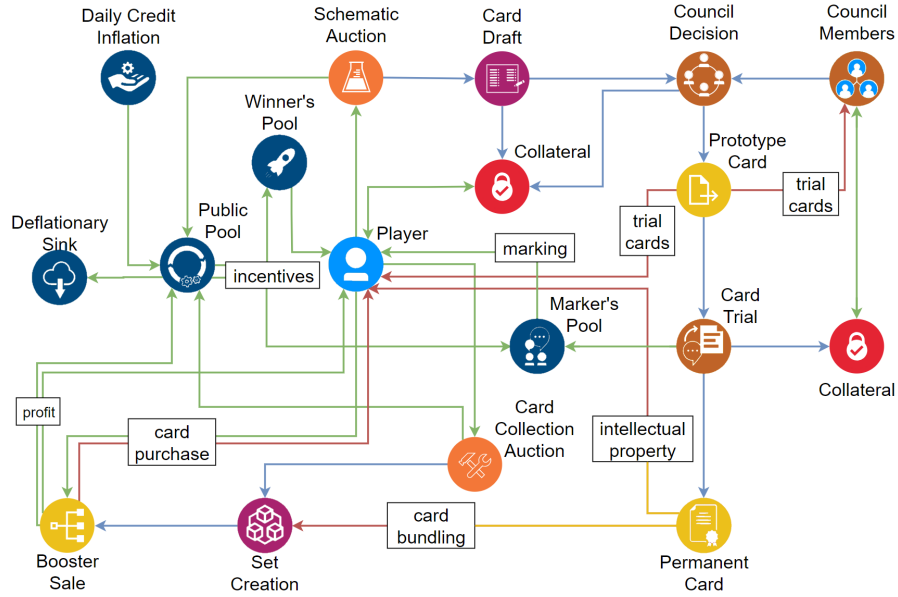 Daily Credit
Inflation
Schematic
Auction
Card
Draft
Council
Decision
Council
Members
Winner's
Pool
Collateral
Prototype
Card
trial
cards
trial
cards
Public
Pool
Deflationary
Sink
Player
marking
incentives
Marker's
Pool
Card
Trial
Collateral
profit
card
purchase
Card
Collection
Auction
intellectual
property
card
bundling
Booster
Sale
Set
Creation
Permanent
Card